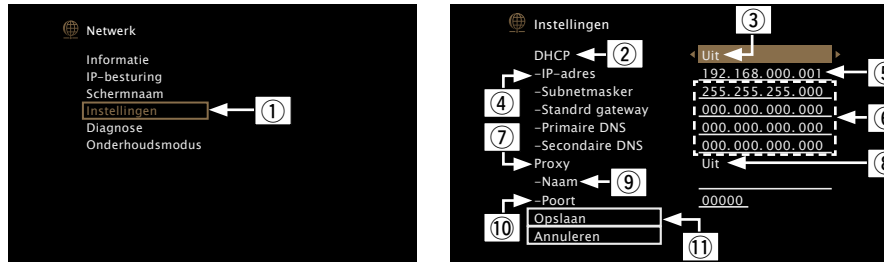 Netwerk
Informatie
IP-besturing
Schermnaam
Instellingen
Diagnose
Onderhoudsmodus
1
Instellingen
3
DHCP 2 Uit
-IP-adres 192.168.000.001 5
4 -Subnetmasker 255.255.255.000
-Standrd gateway 000.000.000.000 6
7 -Primaire DNS 000.000.000.000
-Secondaire DNS 000.000.000.000
Proxy Uit 8
-Naam 9
-Poort 00000
10 Opslaan
Annuleren 11